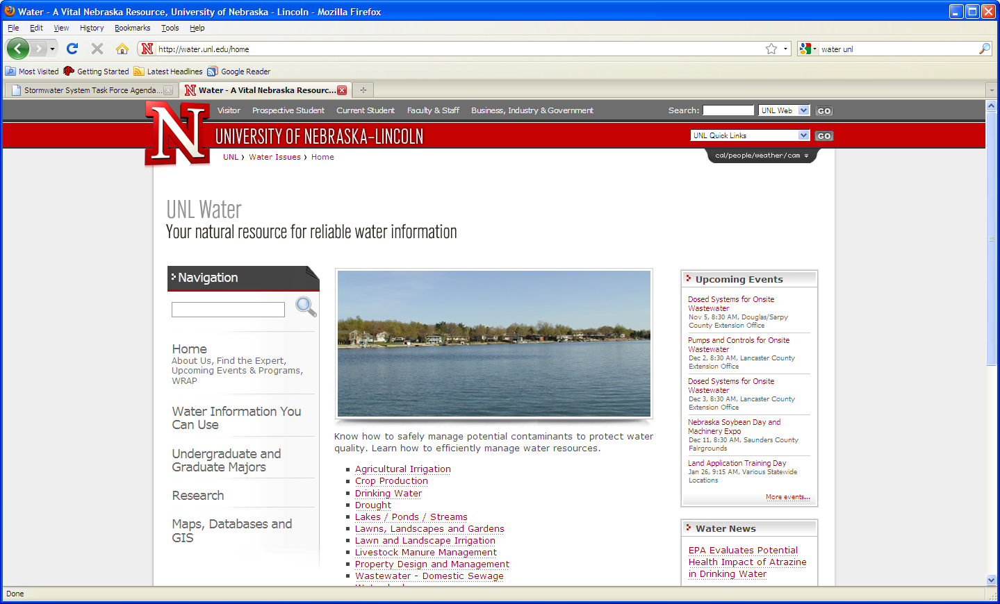 Water - A Vital Nebraska Resource, University of Nebraska - Lincoln - Mozilla Firefox
File Edit View History Bookmarks Tools Help
http://water.unl.edu/home
water unl
Most Visited Getting Started Latest Headlines Google Reader
Stormwater System Task Force Agenda...
Water - A Vital Nebraska Resourc...
Visitor Prospective Student Current Student Faculty & Staff Business, Industry & Government
Search: UNL Web GO
N
UNIVERSITY OF NEBRASKA–LINCOLN
UNL Quick Links GO
UNL › Water Issues › Home
cal/people/weather/cam
UNL Water
Your natural resource for reliable water information
Navigation
Home
About Us, Find the Expert,
Upcoming Events & Programs,
WRAP
Water Information You
Can Use
Undergraduate and
Graduate Majors
Research
Maps, Databases and
GIS
Know how to safely manage potential contaminants to protect water
quality. Learn how to efficiently manage water resources.
Agricultural Irrigation
Crop Production
Drinking Water
Drought
Lakes / Ponds / Streams
Lawns, Landscapes and Gardens
Lawn and Landscape Irrigation
Livestock Manure Management
Property Design and Management
Wastewater - Domestic Sewage
Upcoming Events
Dosed Systems for Onsite
Wastewater
Nov 5, 8:30 AM, Douglas/Sarpy
County Extension Office
Pumps and Controls for Onsite
Wastewater
Dec 2, 8:30 AM, Lancaster County
Extension Office
Dosed Systems for Onsite
Wastewater
Dec 3, 8:30 AM, Lancaster County
Extension Office
Nebraska Soybean Day and
Machinery Expo
Dec 11, 8:30 AM, Saunders County
Fairgrounds
Land Application Training Day
Jan 26, 9:15 AM, Various Statewide
Locations
More events...
Water News
EPA Evaluates Potential
Health Impact of Atrazine
in Drinking Water
Done